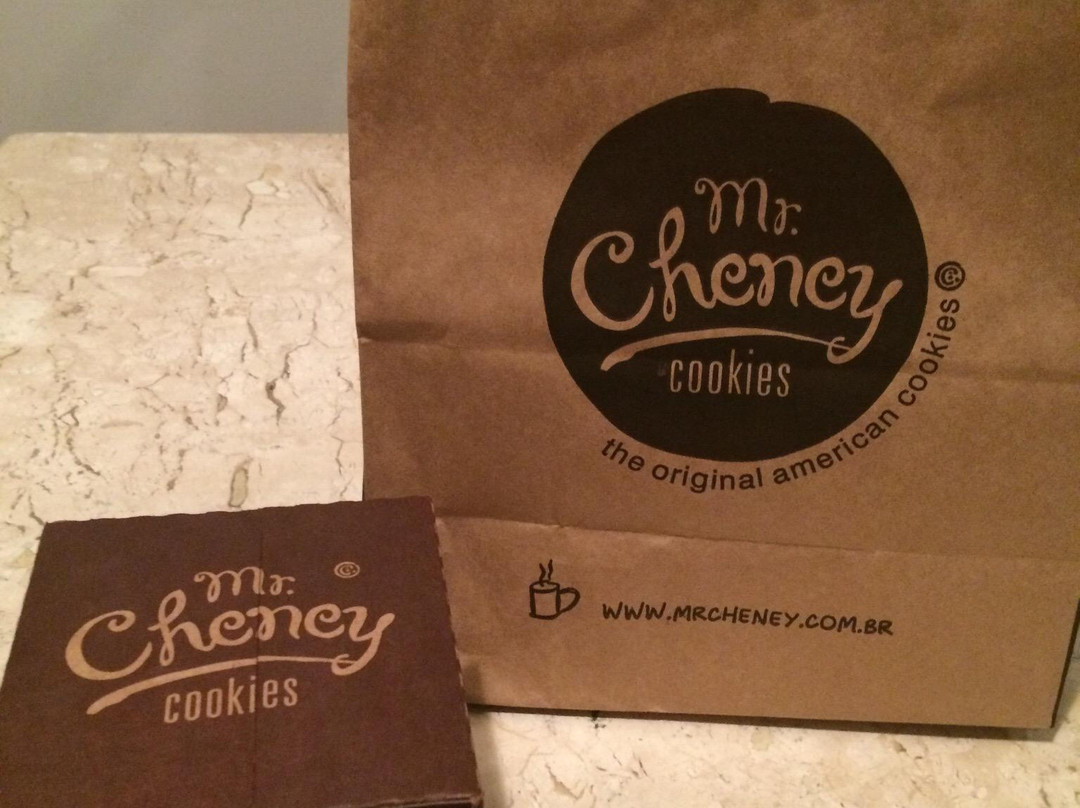 Mr.
Cheney
cookies
the original american cookies
WWW.MRCHENEY.COM.BR
Mr.
Cheney
cookies